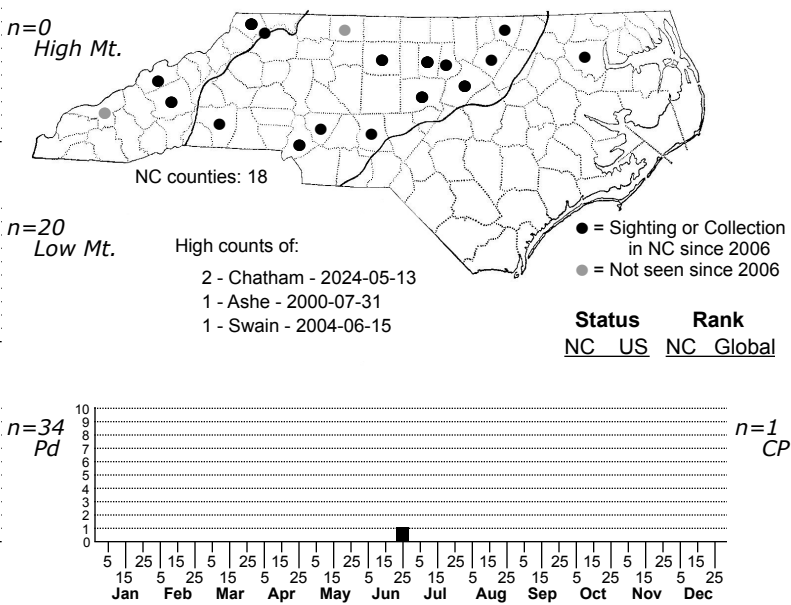 n=0
High Mt.
NC counties: 18
n=20
Low Mt.
High counts of:
2 - Chatham - 2024-05-13
1 - Ashe - 2000-07-31
1 - Swain - 2004-06-15
● = Sighting or Collection
in NC since 2006
● = Not seen since 2006
Status Rank
NC US NC Global
n=34
Pd
n=1
CP
10
9
8
7
6
5
4
3
2
1
0
5 25 15 5 25 15 5 25 15 5 25 15 5 25 15 5 25 15
15 5 25 15 5 25 15 5 25 15 5 25 15 5 25 15 5 25
Jan Feb Mar Apr May Jun Jul Aug Sep Oct Nov Dec